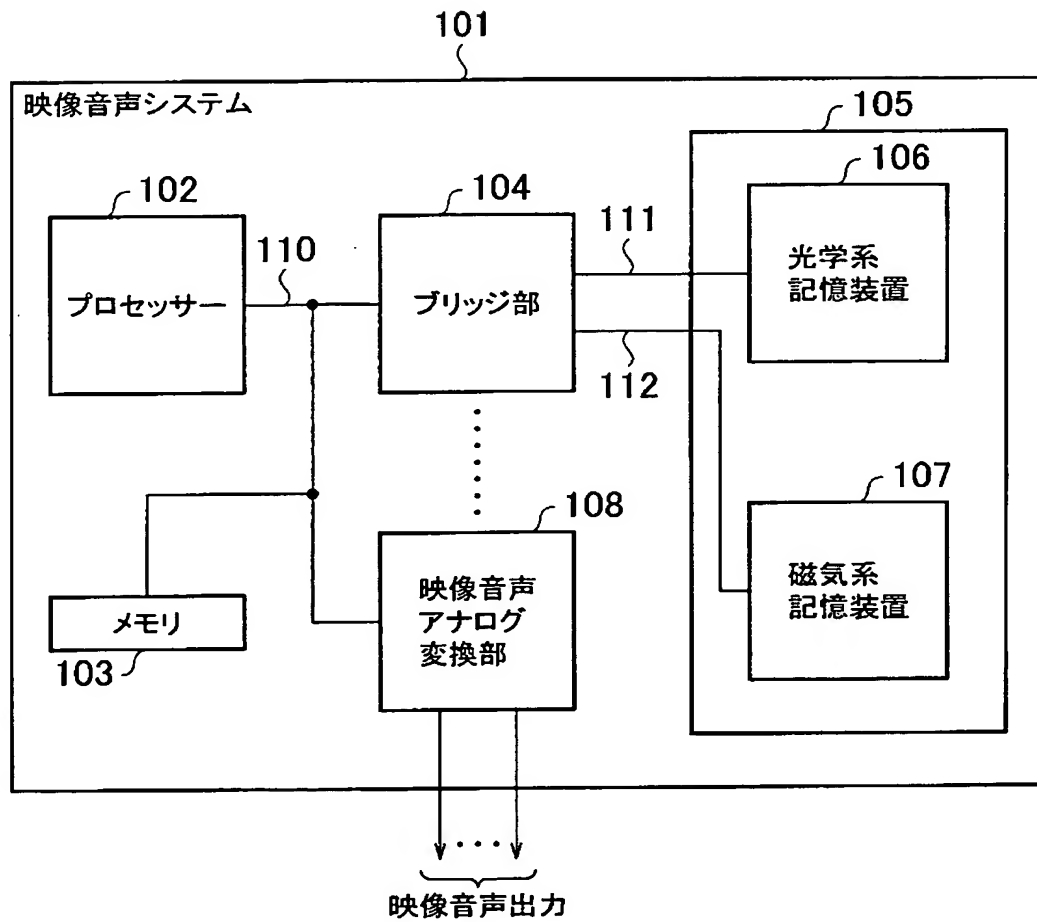 101
映像音声システム
105
102
104
106
110
111
プロセッサー
ブリッジ部
光学系
記憶装置
112
107
108
メモリ
103
映像音声
アナログ
変換部
磁気系
記憶装置
映像音声出力